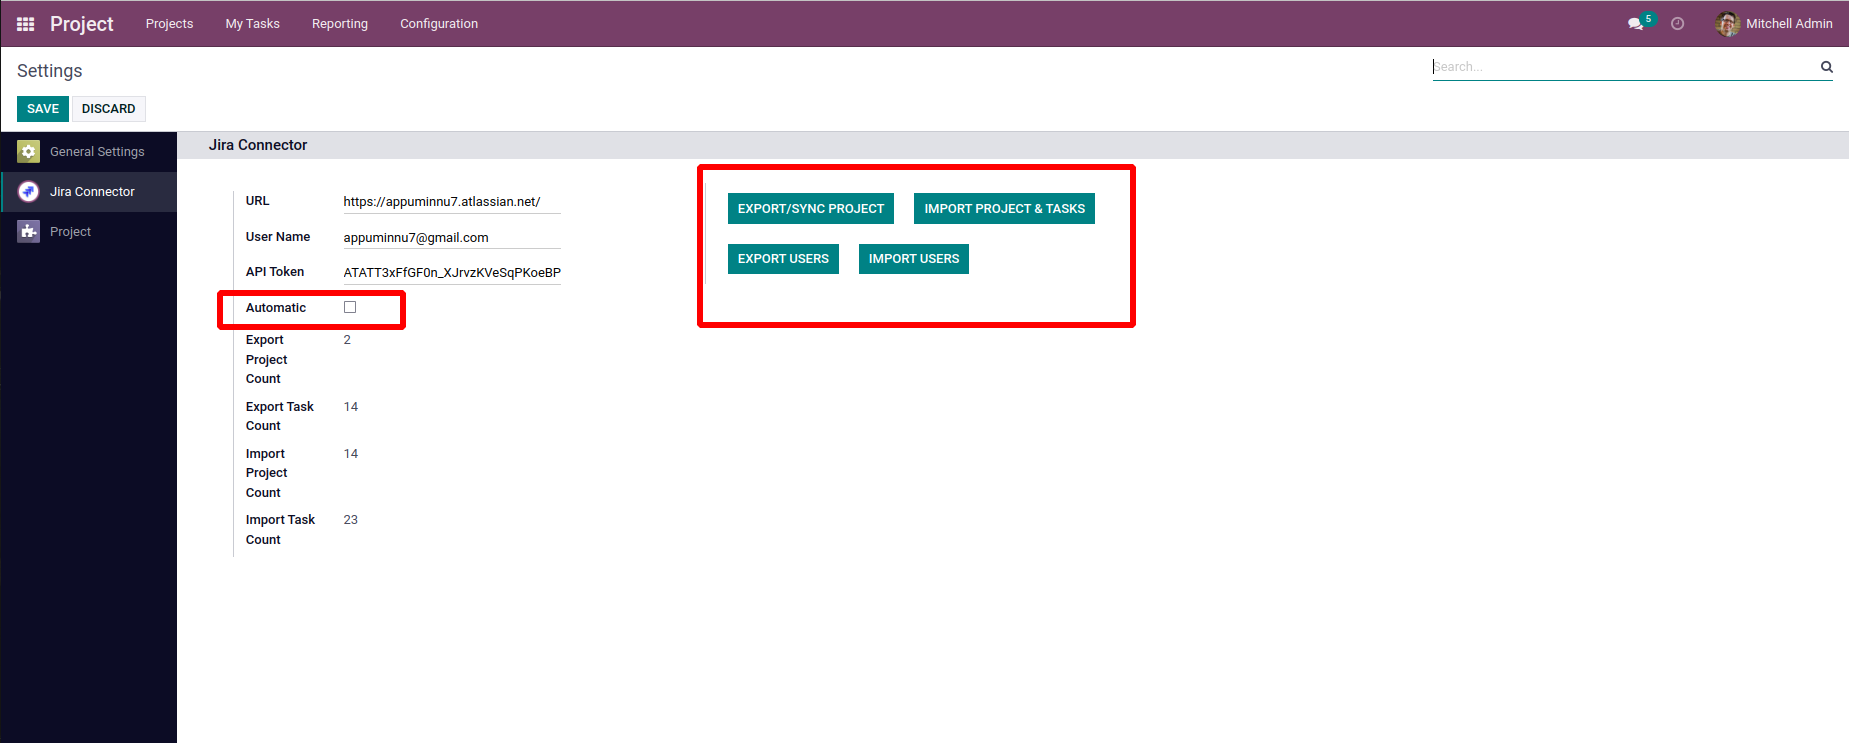 Project Projects My Tasks Reporting Configuration 5 Mitchell Admin
Settings
Search...
SAVE DISCARD
General Settings
Jira Connector
Project
Jira Connector
URL https://appuminnu7.atlassian.net/
User Name appuminnu7@gmail.com
API Token ATATT3xFfGF0n_XJrvzKVeSqPKoeBP
Automatic
Export 2
Project
Count
Export Task 14
Count
Import 14
Project
Count
Import Task 23
Count
EXPORT/SYNC PROJECT IMPORT PROJECT & TASKS
EXPORT USERS IMPORT USERS